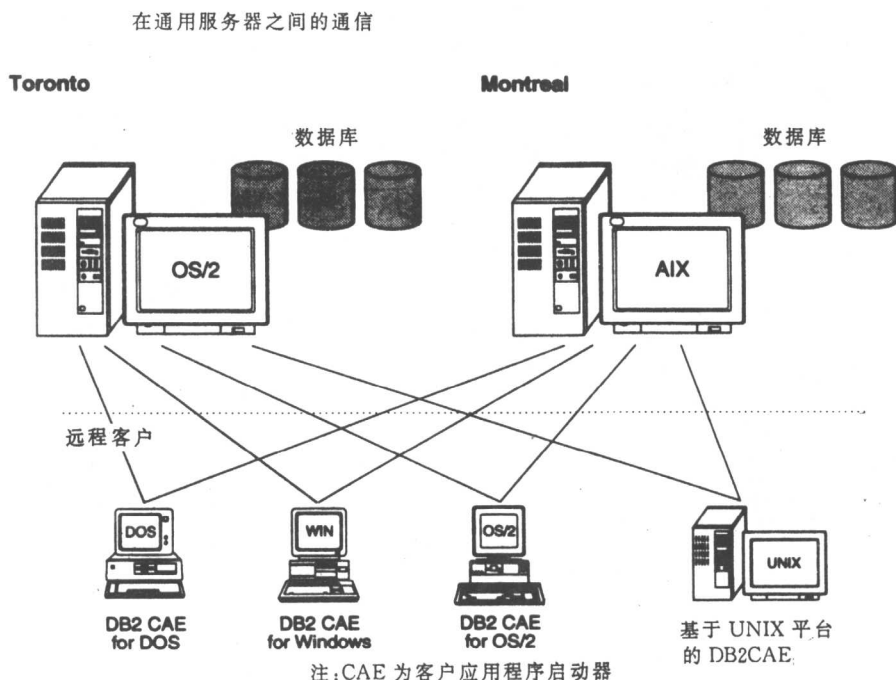 在通用服务器之间的通信
Toronto
Montreal
数据库
数据库
OS/2
AIX
远程客户
DOS
WIN
OS/2
UNIX
DB2 CAE
for DOS
DB2 CAE
for Windows
DB2 CAE
for OS/2
基于 UNIX 平台
的 DB2CAE
注:CAE 为客户应用程序启动器